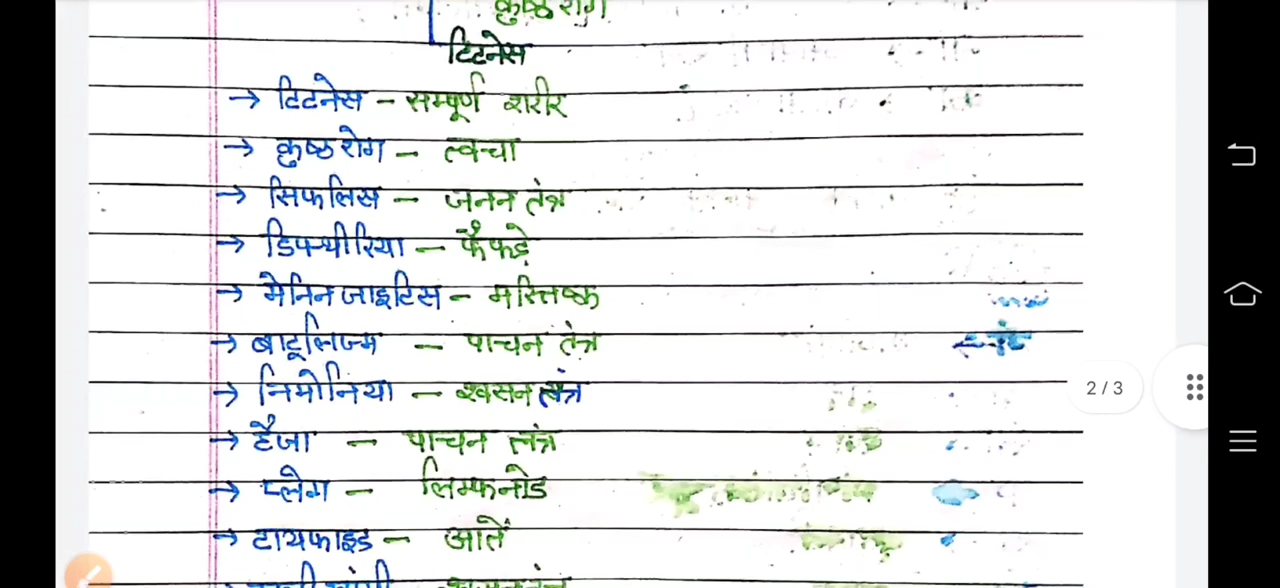 कुष्ठ रोग
टिटनेस
→ टिटनेस - सम्पूर्ण शरीर
→ कुष्ठ रोग - त्वचा
→ सिफलिस - जनन तंत्र
→ डिफ्थीरिया - फैफड़े
→ मेनिनजाइटिस - मस्तिष्क
→ बाटूलिज्म - पाचन तंत्र
→ निमोनिया - श्वसन तंत्र
→ हैजा - पाचन तंत्र
2/3
→ प्लेग - लिम्फनोड
→ टायफाइड - आतें